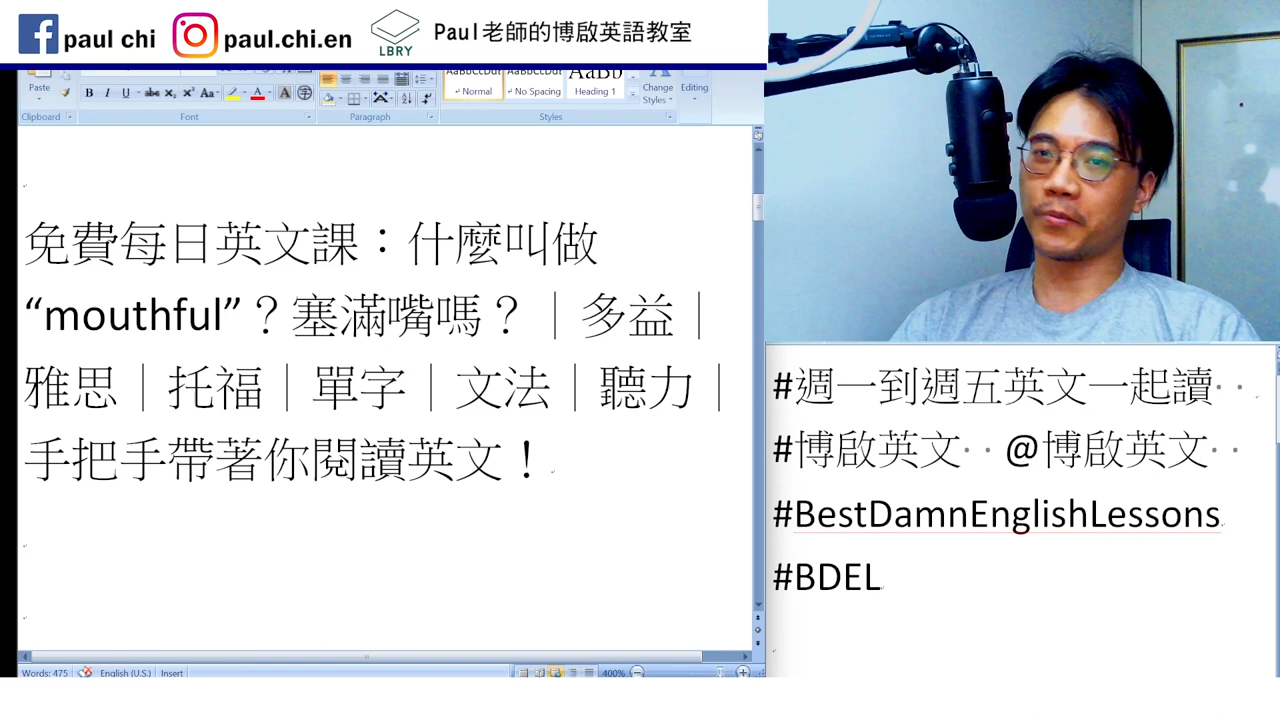 paul chi
paul.chi.en
LBRY
Paul老師的博啟英語教室
Paste
AaBbCcDdI
AaBbCcDdI
AaBb
Normal
No Spacing
Heading 1
Change
Styles
Editing
Clipboard
Font
Paragraph
Styles
免費每日英文課：什麼叫做
“mouthful”？塞滿嘴嗎？｜多益｜
雅思｜托福｜單字｜文法｜聽力｜
手把手帶著你閱讀英文！
#週一到週五英文一起讀
#博啟英文 @博啟英文
#BestDamnEnglishLessons
#BDEL
Words: 475
English (U.S.)
Insert
400%